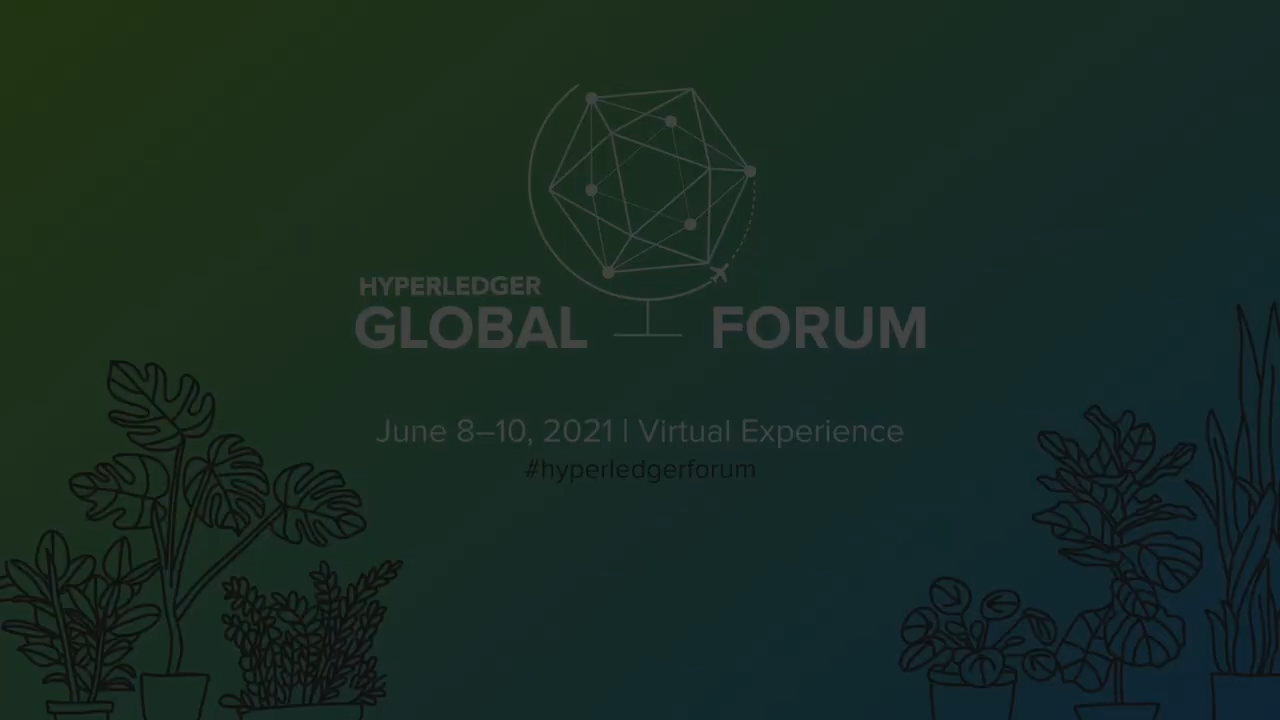 HYPERLEDGER
GLOBAL FORUM
June 8–10, 2021 | Virtual Experience
#hyperledgerforum